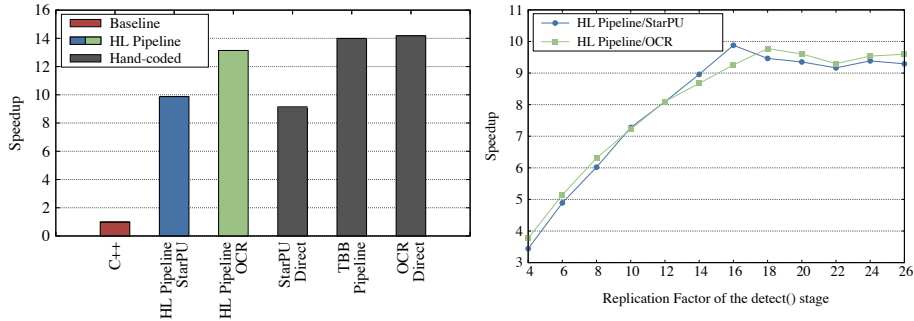 16
14
12
10
8
6
4
2
0
Speedup
Baseline
HL Pipeline
Hand-coded
C++
HL Pipeline
StarPU
HL Pipeline
OCR
StarPU
Direct
TBB
Pipeline
OCR
Direct
11
10
9
8
7
6
5
4
3
Speedup
HL Pipeline/StarPU
HL Pipeline/OCR
4 6 8 10 12 14 16 18 20 22 24 26
Replication Factor of the detect() stage